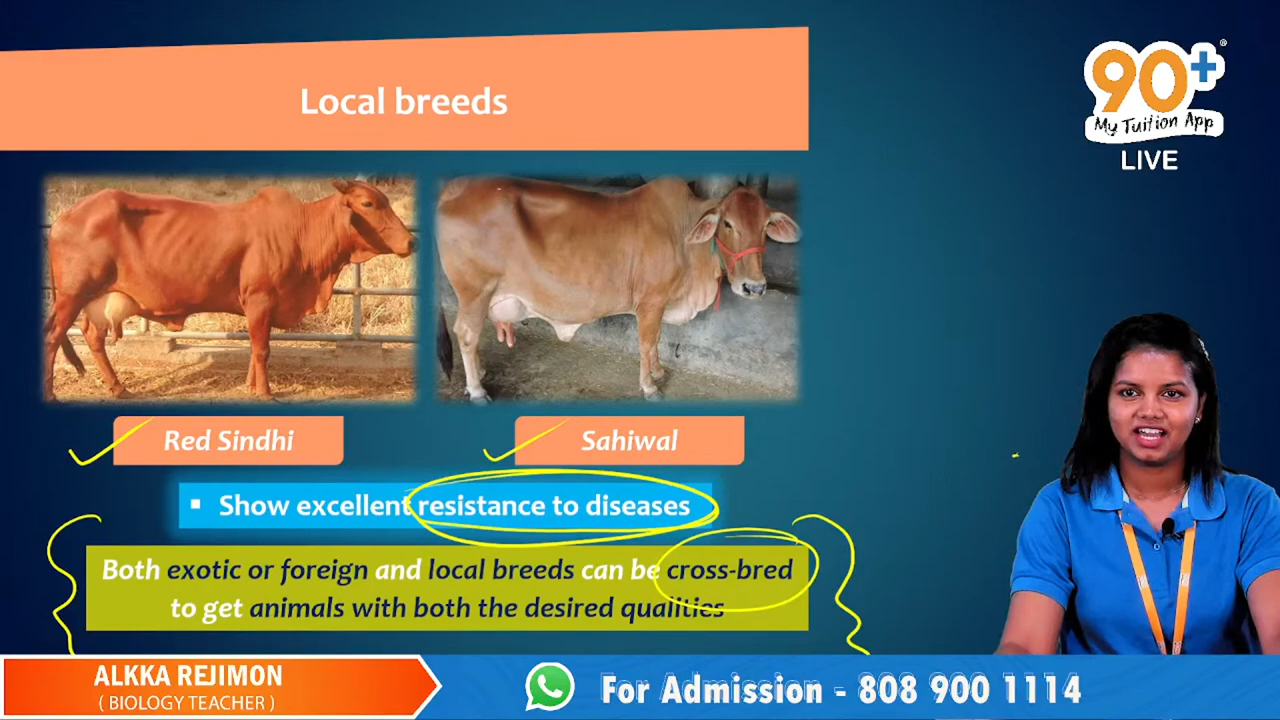 Local breeds
90+
®
My Tuition App
LIVE
Red Sindhi
Sahiwal
▪ Show excellent resistance to diseases
Both exotic or foreign and local breeds can be cross-bred
to get animals with both the desired qualities
ALKKA REJIMON
( BIOLOGY TEACHER )
For Admission - 808 900 1114